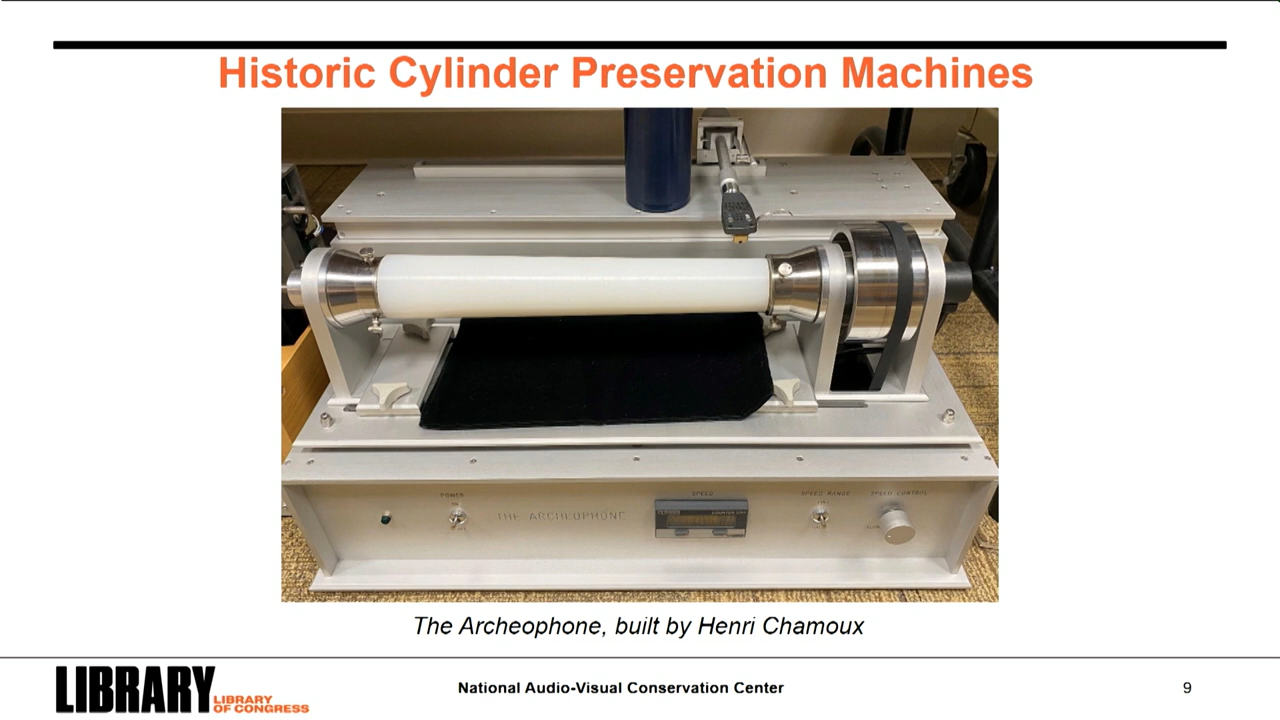 Historic Cylinder Preservation Machines
POWER
SPEED
SPEED RANGE
SPEED CONTROL
THE ARCHEOPHONE
The Archeophone, built by Henri Chamoux
LIBRARY
LIBRARY
OF CONGRESS
National Audio-Visual Conservation Center
9